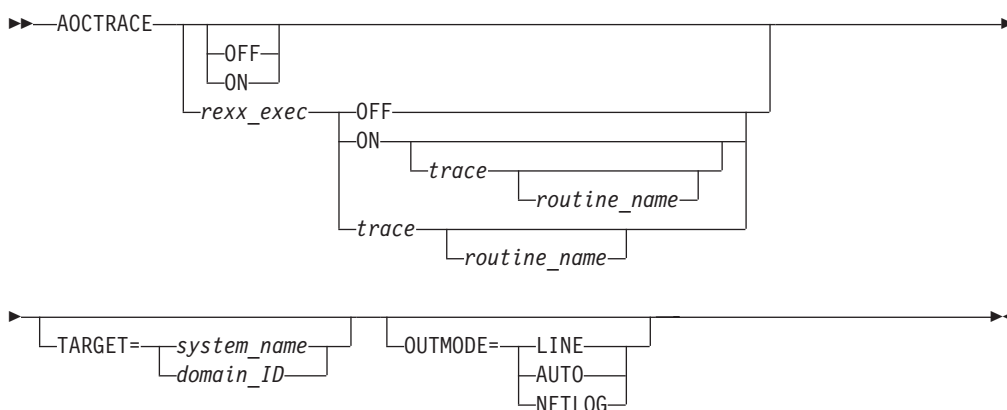 AOCTRACE
OFF
ON
rexx_exec OFF
ON
trace
routine_name
trace
routine_name
TARGET= system_name OUTMODE= LINE
domain_ID AUTO
NETLOG